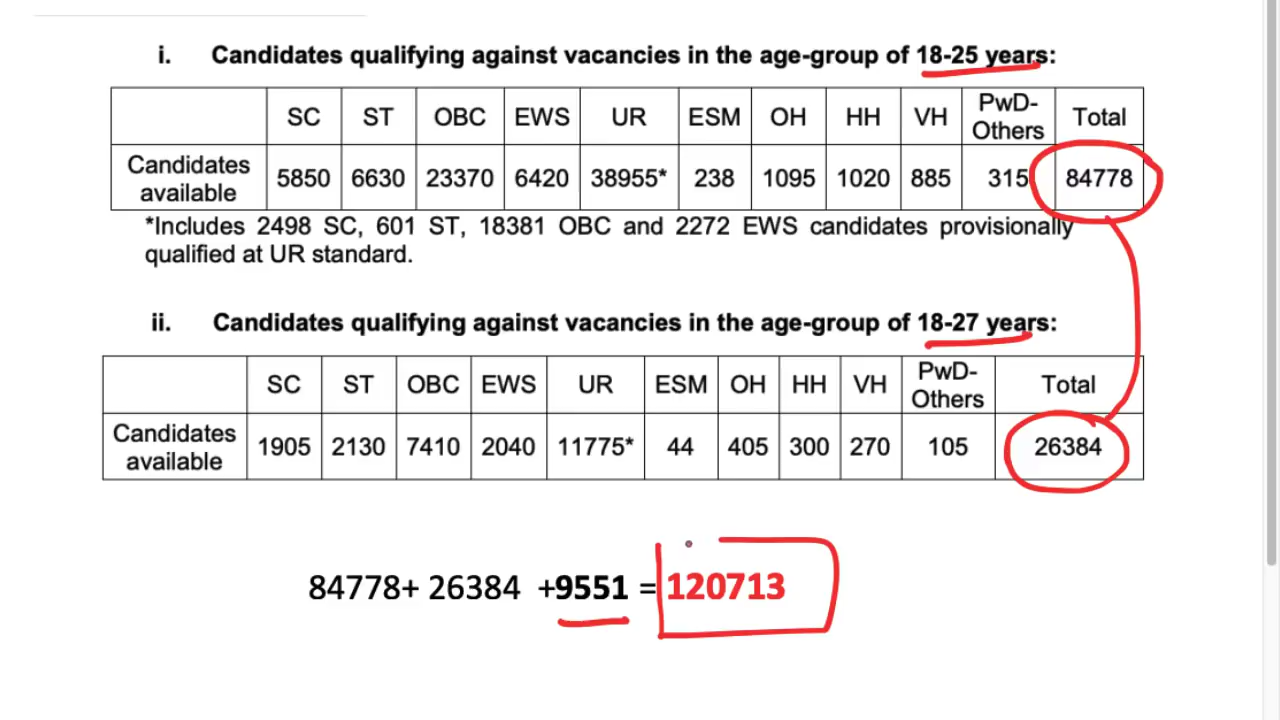 i. Candidates qualifying against vacancies in the age-group of 18-25 years:
SC ST OBC EWS UR ESM OH HH VH PwD-Others Total
Candidates available 5850 6630 23370 6420 38955* 238 1095 1020 885 315 84778
*Includes 2498 SC, 601 ST, 18381 OBC and 2272 EWS candidates provisionally
qualified at UR standard.
ii. Candidates qualifying against vacancies in the age-group of 18-27 years:
SC ST OBC EWS UR ESM OH HH VH PwD-Others Total
Candidates available 1905 2130 7410 2040 11775* 44 405 300 270 105 26384
84778+ 26384 +9551 = 120713